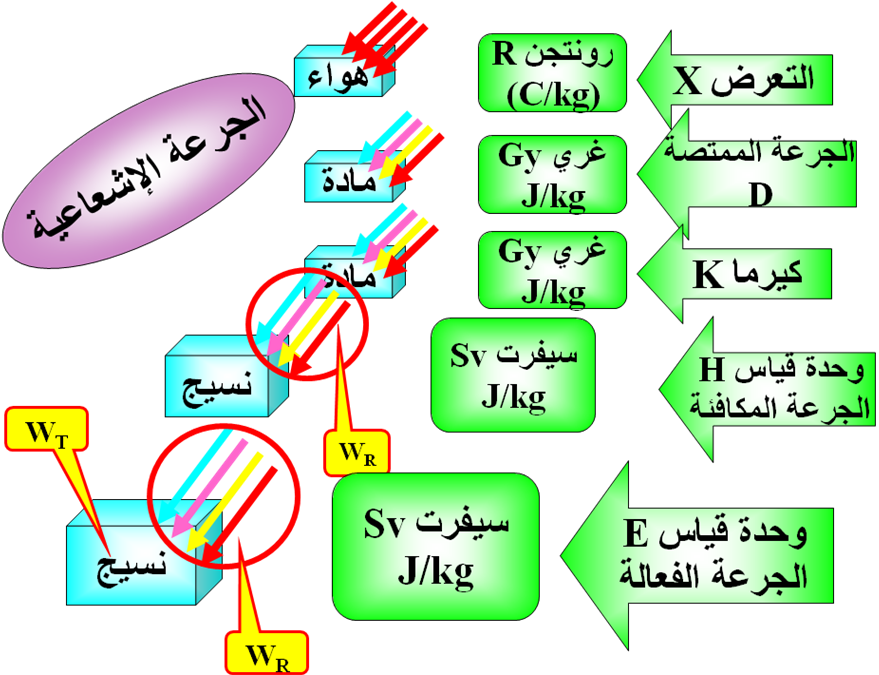 الجرعة الإشعاعية
التعرض X
رونتجن R
(C/kg)
هواء
الجرعة الممتصة
D
غري Gy
J/kg
مادة
كيرما K
غري Gy
J/kg
مادة
وحدة قياس H
الجرعة المكافئة
سيفرت Sv
J/kg
نسيج
WR
وحدة قياس E
الجرعة الفعالة
سيفرت Sv
J/kg
نسيج
WT
WR